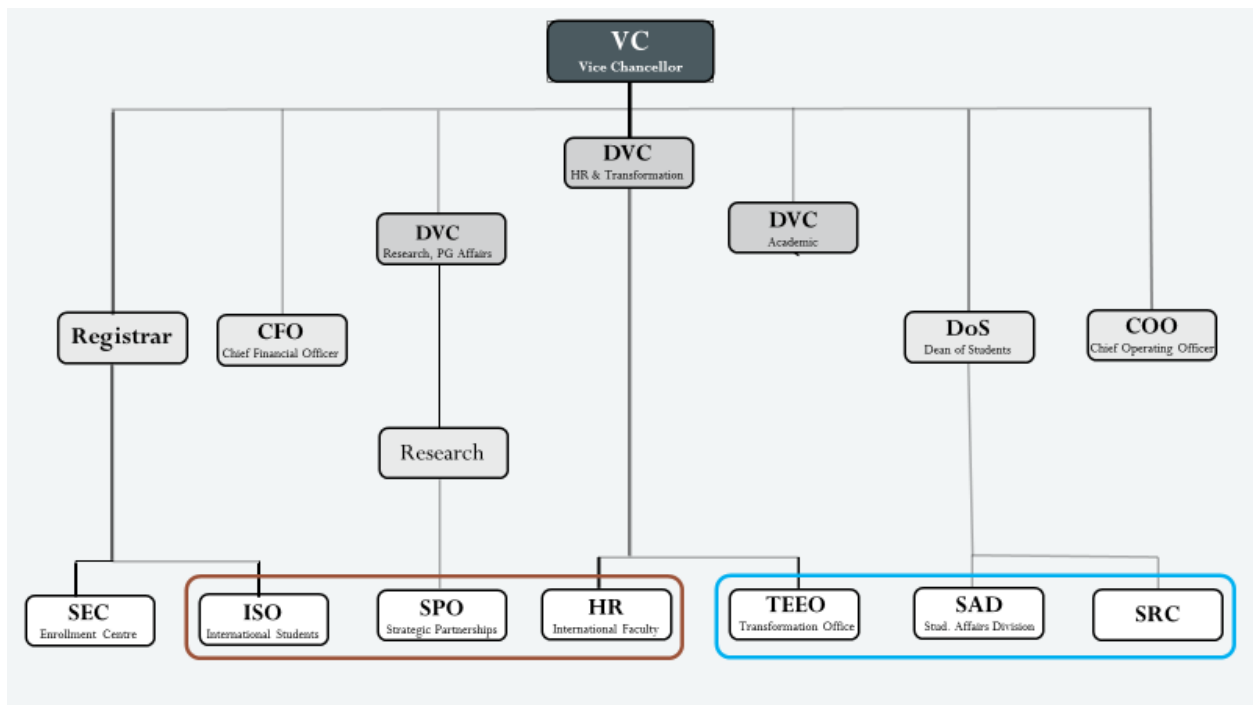 VC
Vice Chancellor
DVC
HR & Transformation
DVC
Research, PG Affairs
DVC
Academic
Registrar
CFO
Chief Financial Officer
DoS
Dean of Students
COO
Chief Operating Officer
Research
SEC
Enrollment Centre
ISO
International Students
SPO
Strategic Partnerships
HR
International Faculty
TEEO
Transformation Office
SAD
Stud. Affairs Division
SRC